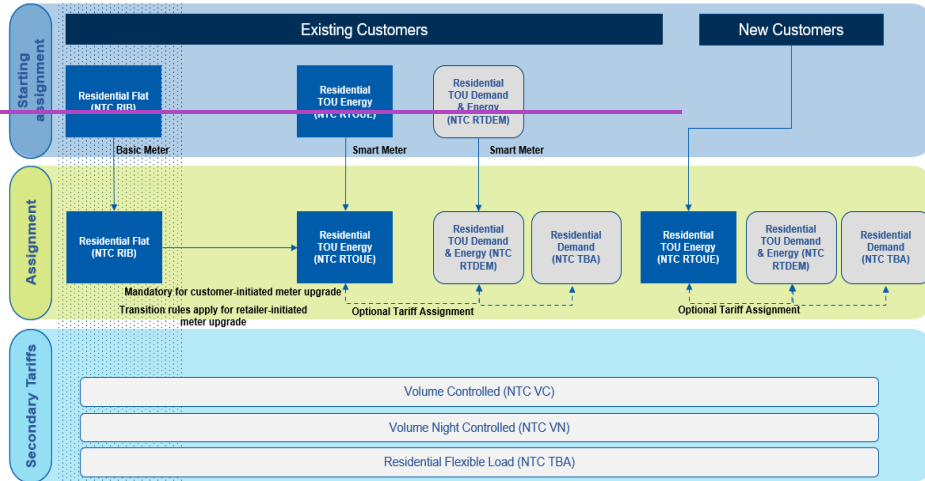 Existing Customers
New Customers
Starting
assignment
Residential Flat
(NTC RIB)
Residential
TOU Energy
(NTC RTOUE)
Residential
TOU Demand
& Energy
(NTC RTDEM)
Basic Meter
Smart Meter
Smart Meter
Assignment
Residential Flat
(NTC RIB)
Residential
TOU Energy
(NTC RTOUE)
Residential
TOU Demand
& Energy (NTC
RTDEM)
Residential
Demand
(NTC TBA)
Residential
TOU Energy
(NTC RTOUE)
Residential
TOU Demand
& Energy (NTC
RTDEM)
Residential
Demand
(NTC TBA)
Mandatory for customer-initiated meter upgrade
Transition rules apply for retailer-initiated
meter upgrade
Optional Tariff Assignment
Optional Tariff Assignment
Secondary Tariffs
Volume Controlled (NTC VC)
Volume Night Controlled (NTC VN)
Residential Flexible Load (NTC TBA)